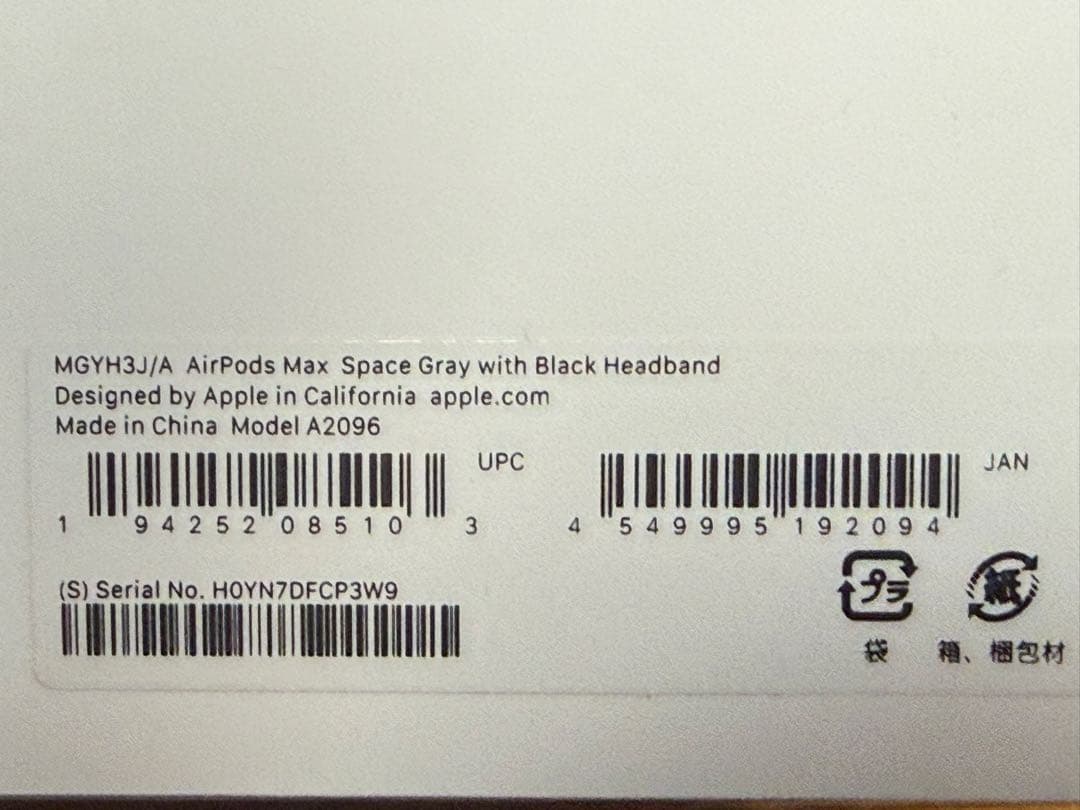 MGYH3J/A AirPods Max Space Gray with Black Headband
Designed by Apple in California apple.com
Made in China Model A2096
UPC
1 94252 08510 3
JAN
4 549995 192094
(S) Serial No. H0YN7DFCP3W9
プラ
紙
袋
箱、梱包材